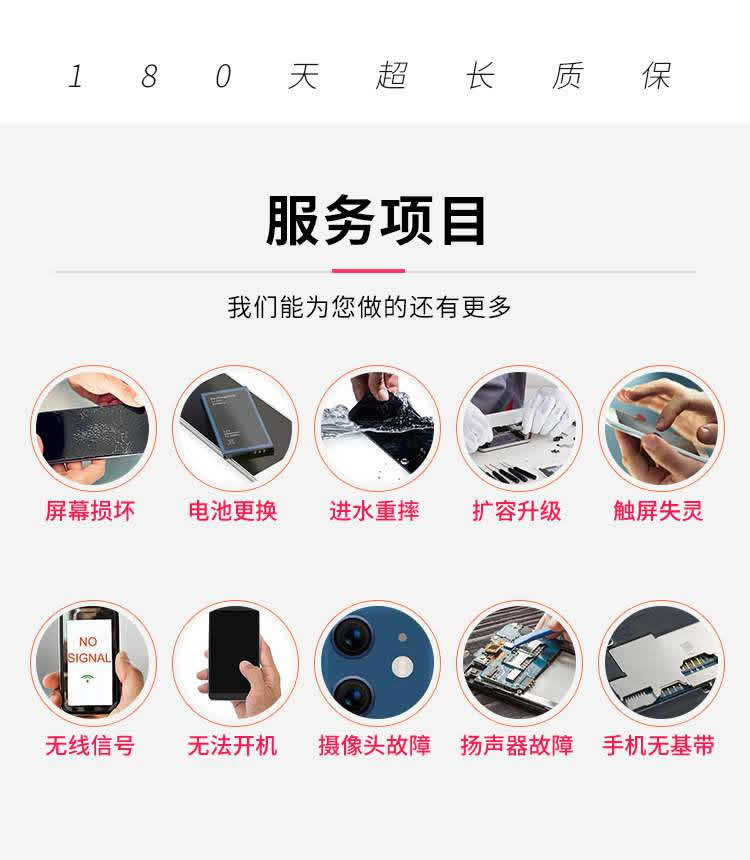 180天超长质保
服务项目
我们能为您做的还有更多
屏幕损坏 电池更换 进水重摔 扩容升级 触屏失灵
NO
SIGNAL
无线信号 无法开机 摄像头故障 扬声器故障 手机无基带